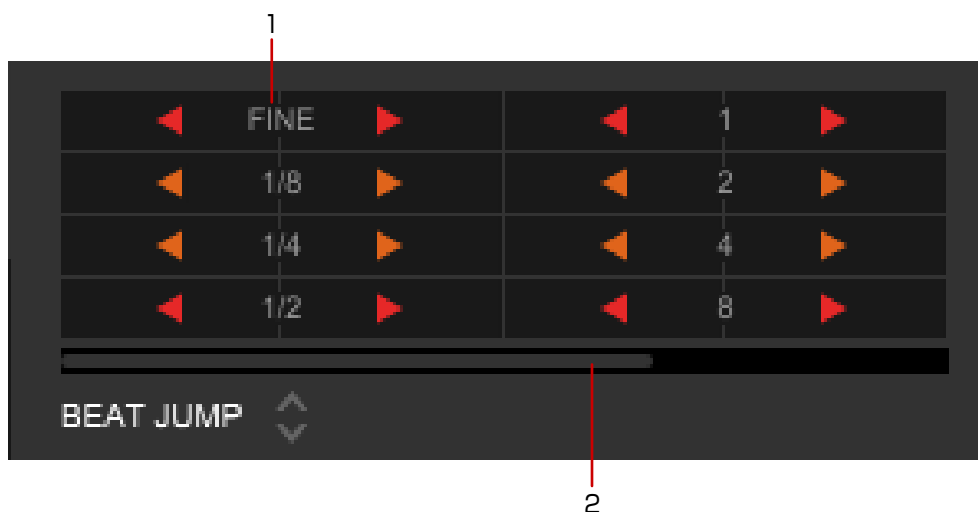 1
FINE 1
1/8 2
1/4 4
1/2 8
BEAT JUMP
2